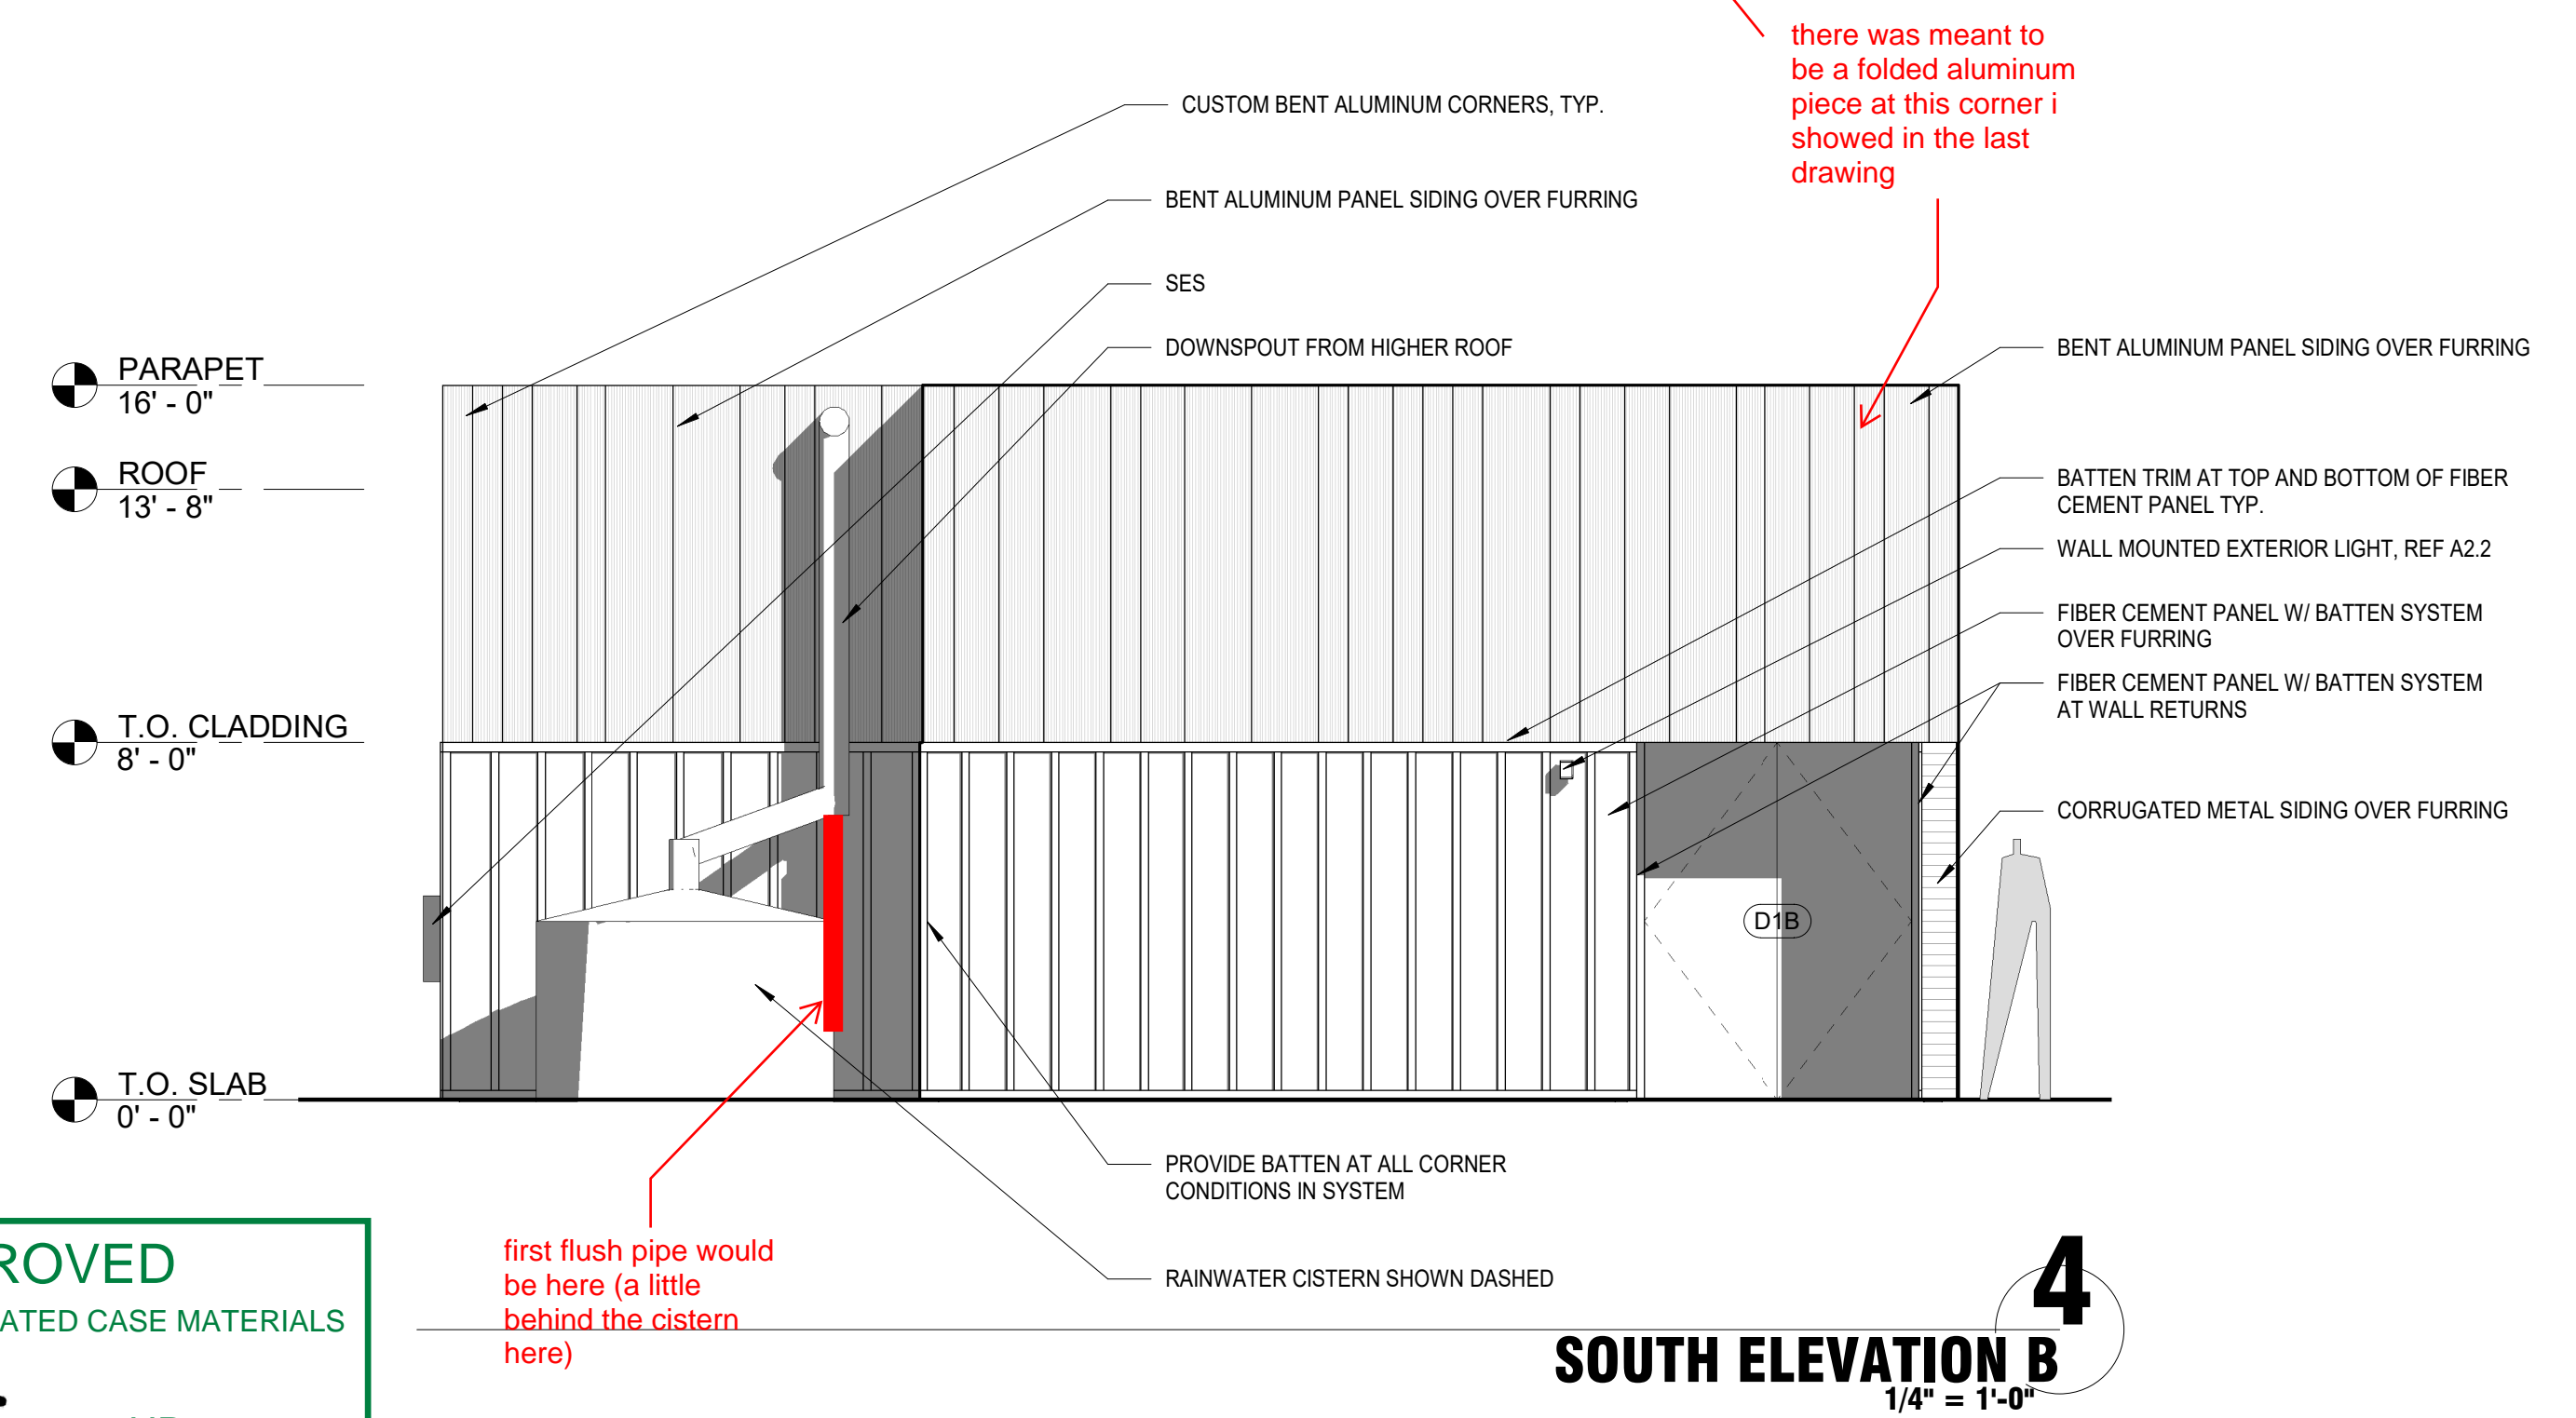 there was meant to
be a folded aluminum
piece at this corner i
showed in the last
drawing
CUSTOM BENT ALUMINUM CORNERS, TYP.
BENT ALUMINUM PANEL SIDING OVER FURRING
SES
DOWNSPOUT FROM HIGHER ROOF
PARAPET
16' - 0"
ROOF
13' - 8"
T.O. CLADDING
8' - 0"
T.O. SLAB
0' - 0"
BENT ALUMINUM PANEL SIDING OVER FURRING
BATTEN TRIM AT TOP AND BOTTOM OF FIBER
CEMENT PANEL TYP.
WALL MOUNTED EXTERIOR LIGHT, REF A2.2
FIBER CEMENT PANEL W/ BATTEN SYSTEM
OVER FURRING
FIBER CEMENT PANEL W/ BATTEN SYSTEM
AT WALL RETURNS
CORRUGATED METAL SIDING OVER FURRING
D1B
PROVIDE BATTEN AT ALL CORNER
CONDITIONS IN SYSTEM
RAINWATER CISTERN SHOWN DASHED
first flush pipe would
be here (a little
behind the cistern
here)
ROVED
ATED CASE MATERIALS
4
SOUTH ELEVATION B
1/4" = 1'-0"